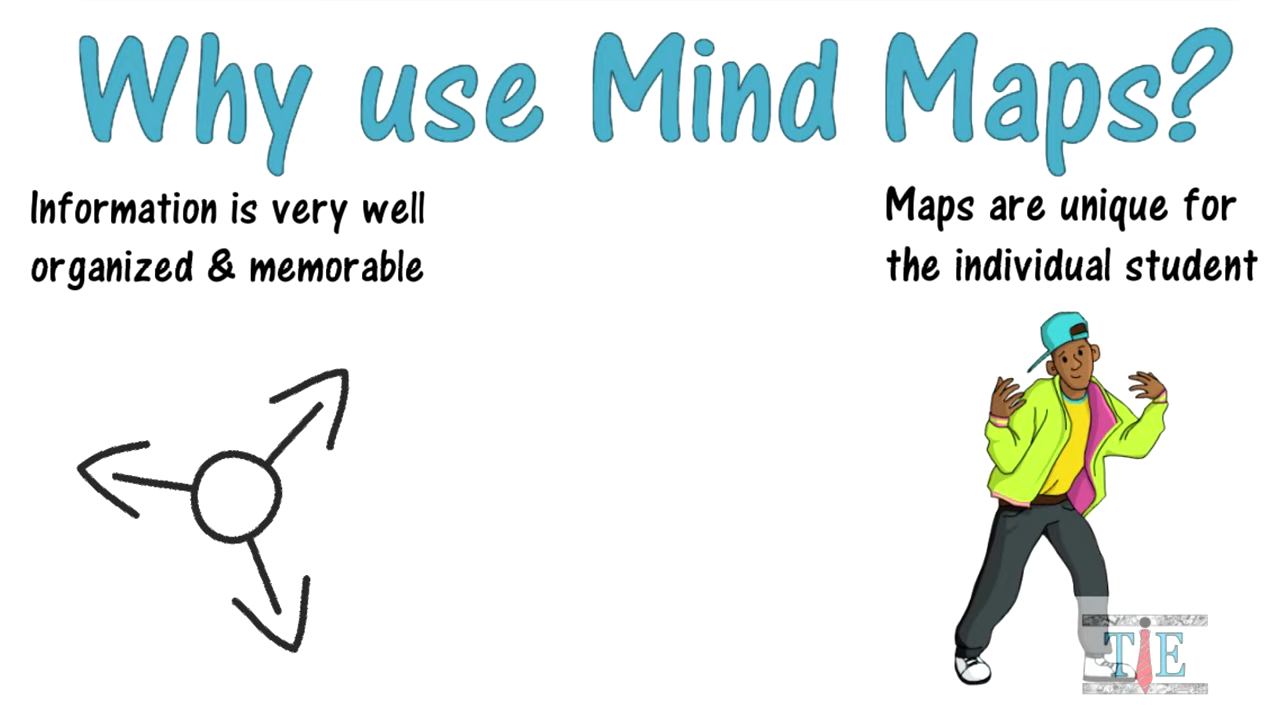 Why use Mind Maps?
Information is very well
organized & memorable
Maps are unique for
the individual student
TIE